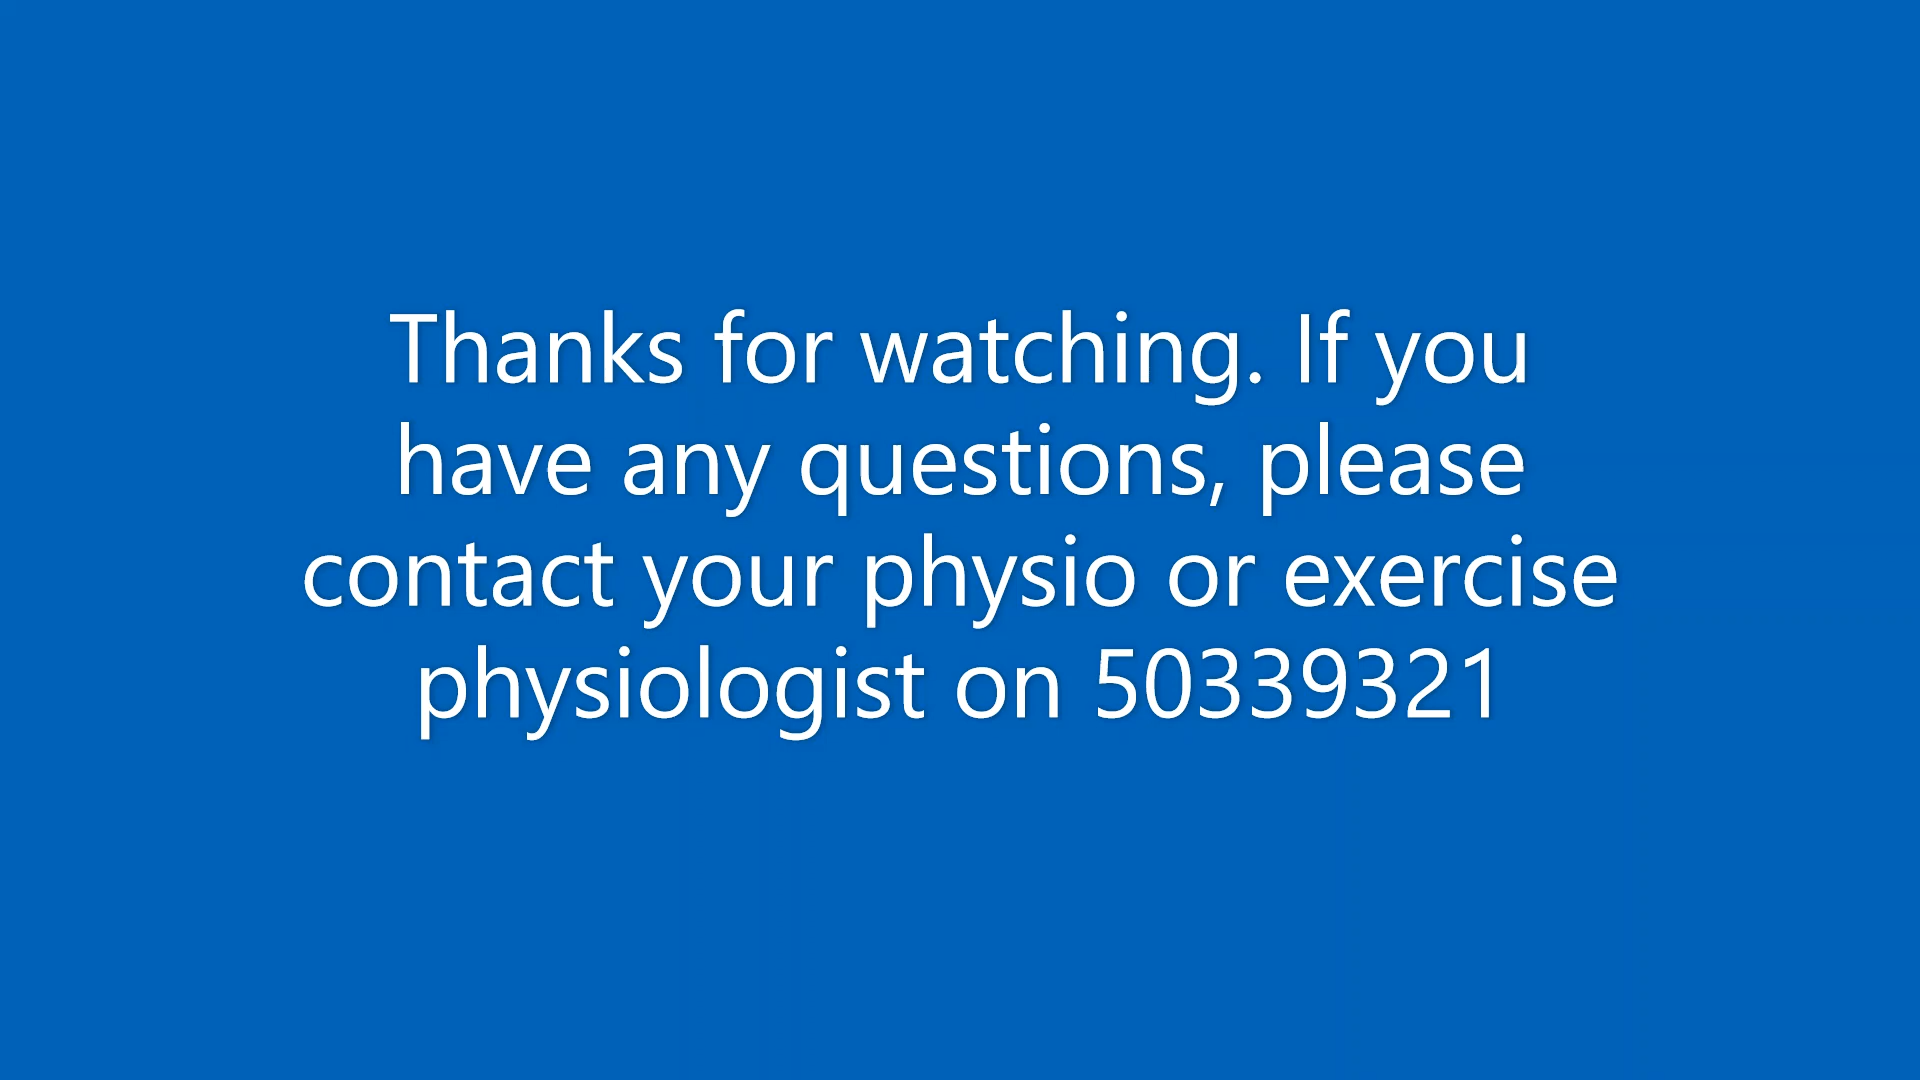 Thanks for watching. If you
have any questions, please
contact your physio or exercise
physiologist on 50339321